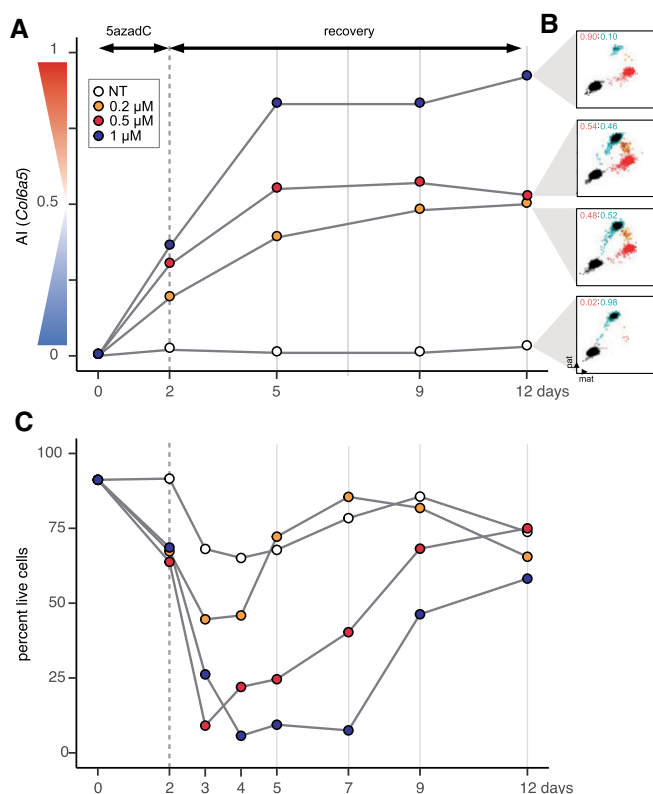 A
5azadC
recovery
B
1
0.5
0
AI (Col6a5)
NT
0.2 µM
0.5 µM
1 µM
0 2 5 9 12 days
0.90:0.10
0.54:0.46
0.48:0.52
0.02:0.98
pat
mat
C
100
75
50
25
0
percent live cells
0 2 3 4 5 7 9 12 days